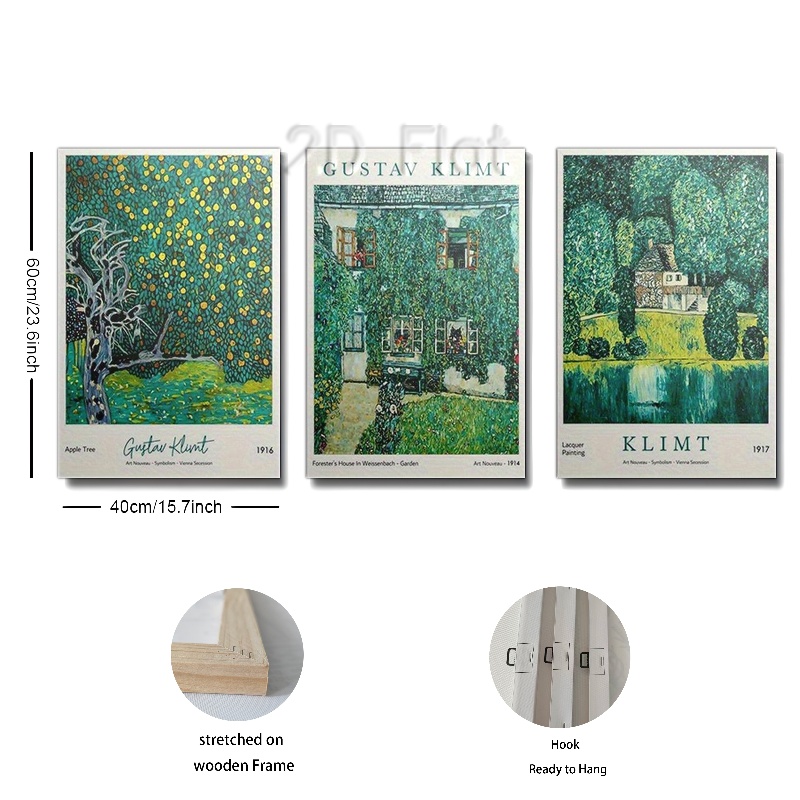 2D Flat
GUSTAV KLIMT
60cm/23.6inch
Apple Tree
Gustav Klimt
1916
Art Nouveau - Symbolism - Vienna Secession
Forester's House In Weissenbach - Garden
Art Nouveau - 1914
Lacquer
Painting
KLIMT
1917
Art Nouveau - Symbolism - Vienna Secession
40cm/15.7inch
stretched on
wooden Frame
Hook
Ready to Hang